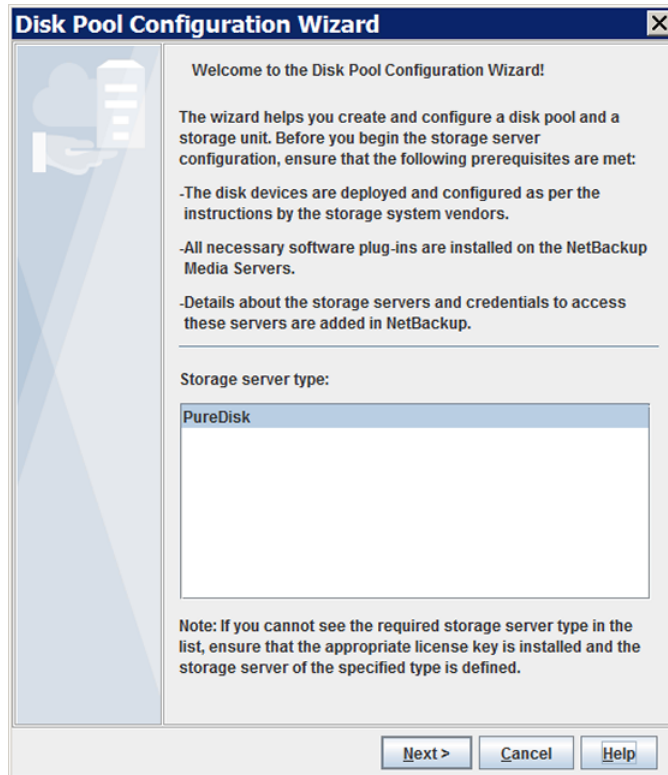 Disk Pool Configuration Wizard
Welcome to the Disk Pool Configuration Wizard!
The wizard helps you create and configure a disk pool and a
storage unit. Before you begin the storage server
configuration, ensure that the following prerequisites are met:
-The disk devices are deployed and configured as per the
instructions by the storage system vendors.
-All necessary software plug-ins are installed on the NetBackup
Media Servers.
-Details about the storage servers and credentials to access
these servers are added in NetBackup.
Storage server type:
PureDisk
Note: If you cannot see the required storage server type in the
list, ensure that the appropriate license key is installed and the
storage server of the specified type is defined.
Next >
Cancel
Help